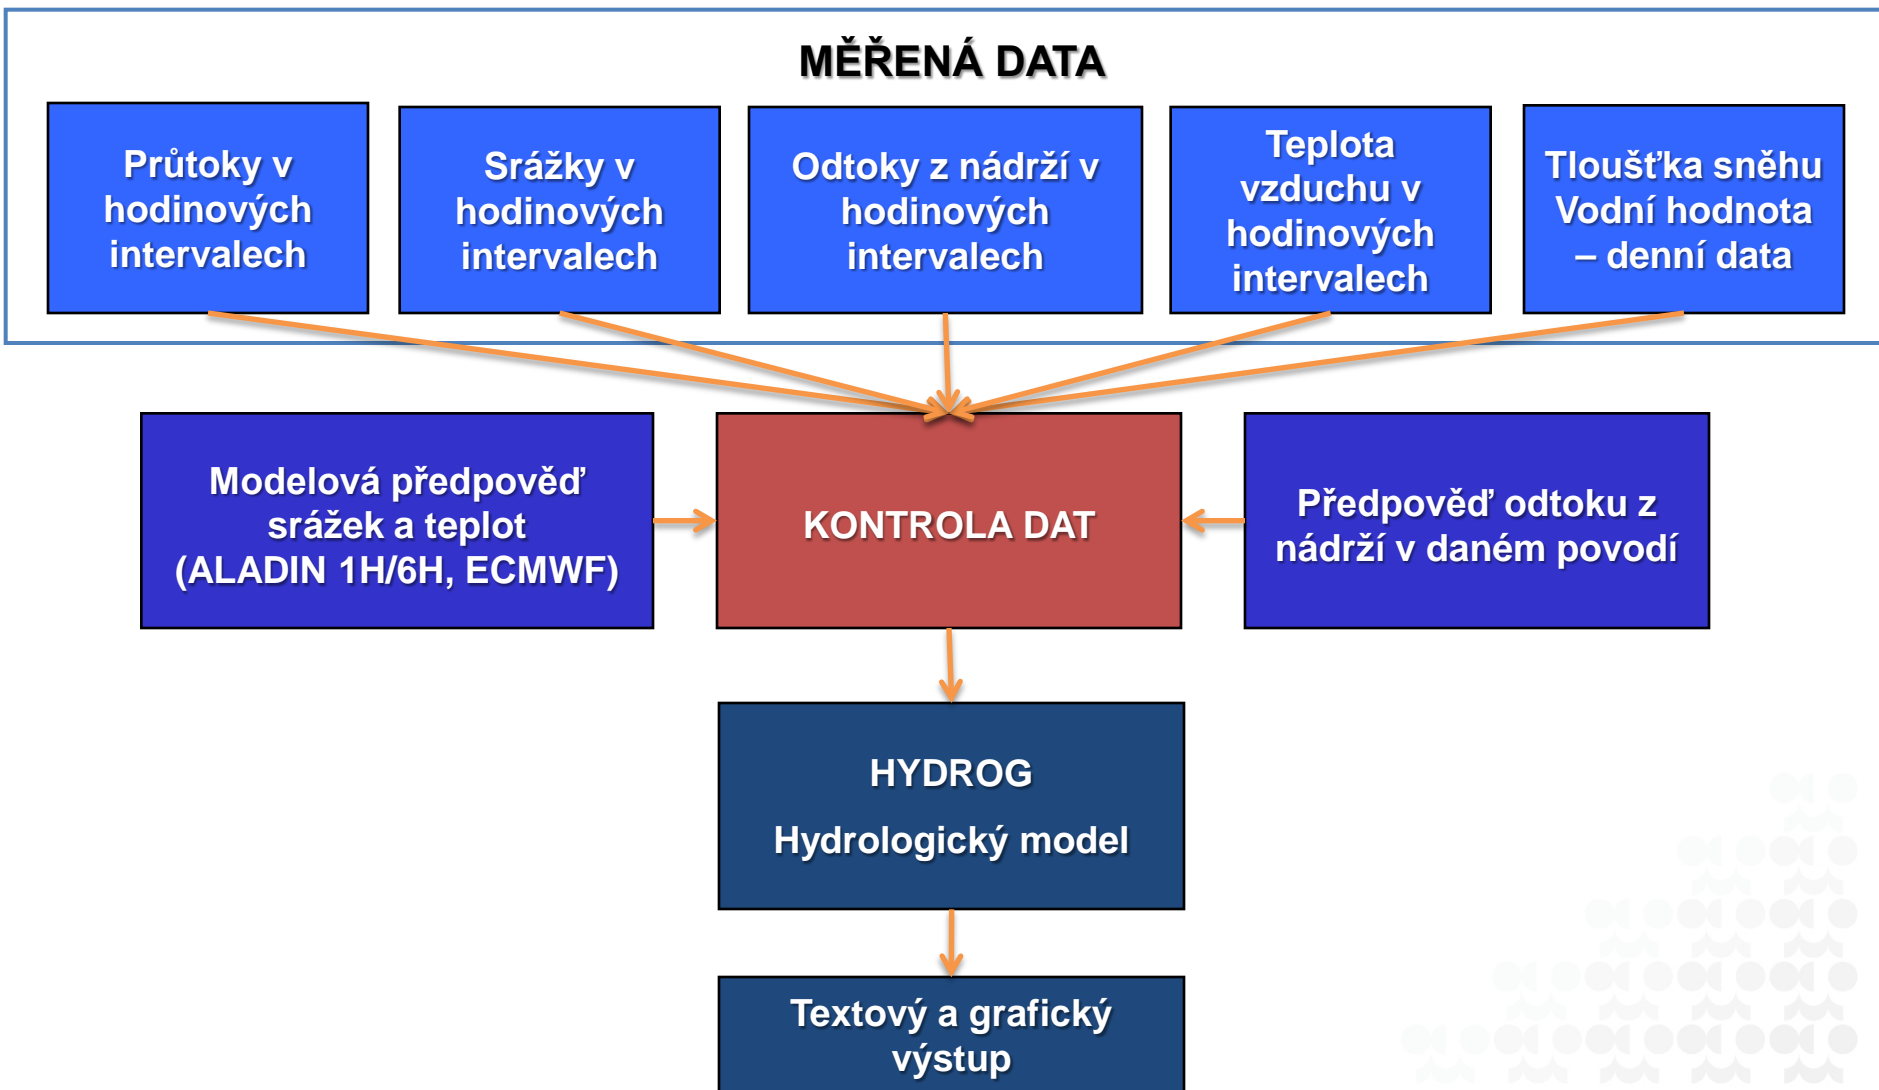 MĚŘENÁ DATA
Průtoky v
hodinových
intervalech
Srážky v
hodinových
intervalech
Odtoky z nádrží v
hodinových
intervalech
Teplota
vzduchu v
hodinových
intervalech
Tloušťka sněhu
Vodní hodnota
– denní data
Modelová předpověď
srážek a teplot
(ALADIN 1H/6H, ECMWF)
KONTROLA DAT
Předpověď odtoku z
nádrží v daném povodí
HYDROG
Hydrologický model
Textový a grafický
výstup